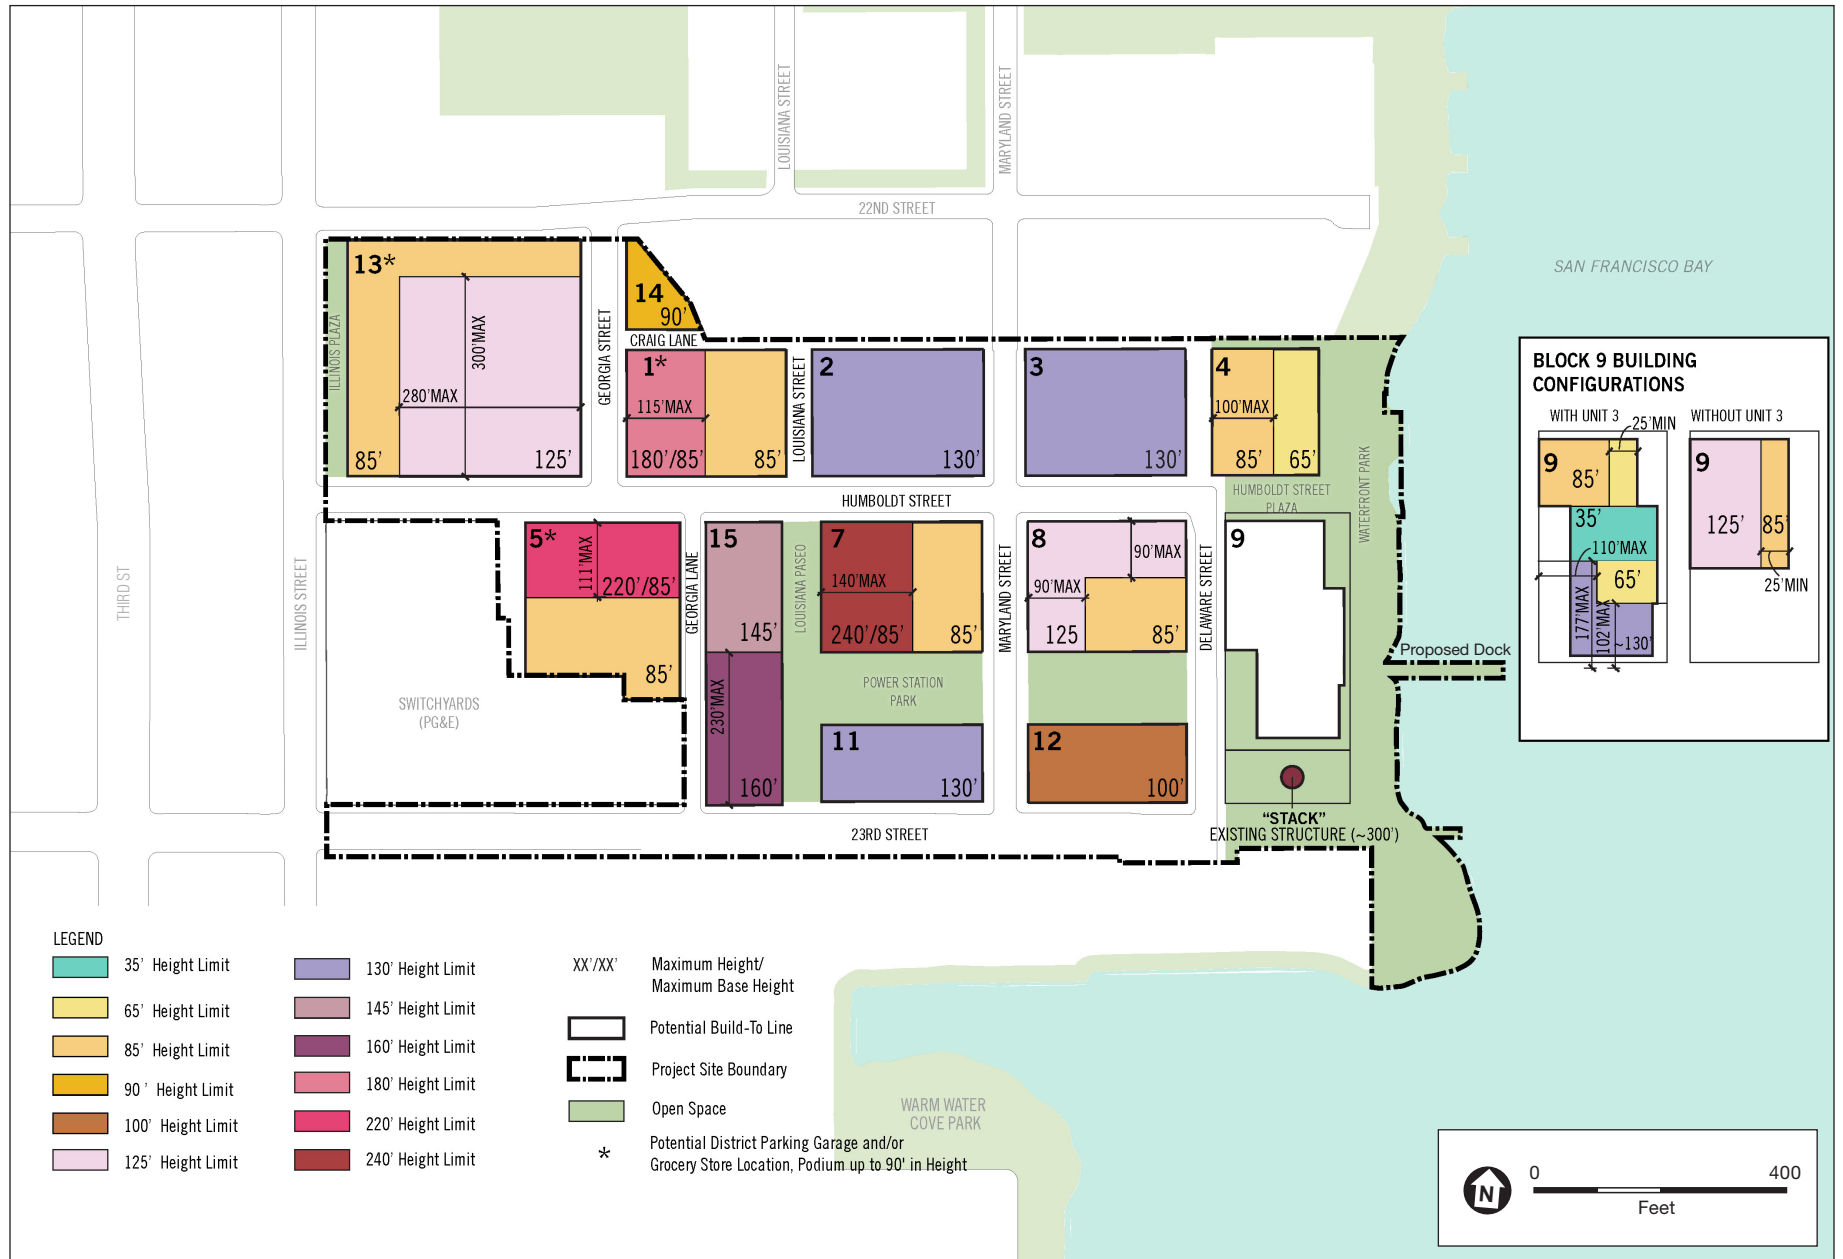 LOUISIANA STREET
MARYLAND STREET
22ND STREET
SAN FRANCISCO BAY
13*
ILLINOIS PLAZA
300'MAX
280'MAX
85'
125'
GEORGIA STREET
14
90'
CRAIG LANE
1*
115'MAX
180'/85'
85'
LOUISIANA STREET
2
130'
3
130'
4
100'MAX
85'
65'
HUMBOLDT STREET
HUMBOLDT STREET
PLAZA
WATERFRONT PARK
THIRD ST
ILLINOIS STREET
5*
111'MAX
220'/85'
85'
GEORGIA LANE
15
145'
230'MAX
160'
LOUISIANA PASEO
7
140'MAX
240'/85'
85'
MARYLAND STREET
8
90'MAX
90'MAX
125
85'
DELAWARE STREET
9
Proposed Dock
SWITCHYARDS
(PG&E)
POWER STATION
PARK
11
130'
12
100'
"STACK"
EXISTING STRUCTURE (~300')
23RD STREET
BLOCK 9 BUILDING
CONFIGURATIONS
WITH UNIT 3
WITHOUT UNIT 3
25'MIN
9
85'
35'
110'MAX
65'
177'MAX
102'MAX
~130'
9
125'
85'
25'MIN
LEGEND
35' Height Limit
65' Height Limit
85' Height Limit
90 ' Height Limit
100' Height Limit
125' Height Limit
130' Height Limit
145' Height Limit
160' Height Limit
180' Height Limit
220' Height Limit
240' Height Limit
XX'/XX'
Maximum Height/
Maximum Base Height
Potential Build-To Line
Project Site Boundary
Open Space
*
Potential District Parking Garage and/or
Grocery Store Location, Podium up to 90' in Height
WARM WATER
COVE PARK
N
0
400
Feet